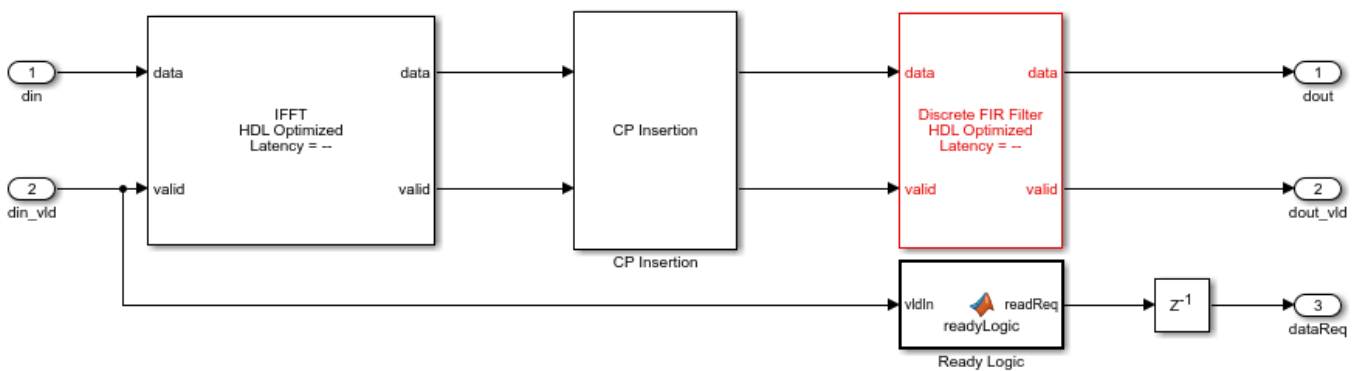 1
din
2
din_vld
data
valid
IFFT
HDL Optimized
Latency = --
data
valid
CP Insertion
CP Insertion
data
valid
Discrete FIR Filter
HDL Optimized
Latency = --
data
valid
1
dout
2
dout_vld
vldIn
readReq
readyLogic
Ready Logic
Z-1
3
dataReq